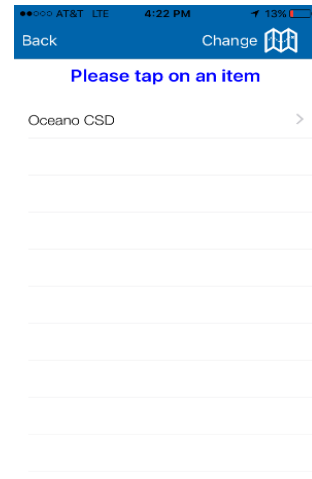 AT&T LTE 4:22 PM 13%
Back Change
Please tap on an item
Oceano CSD